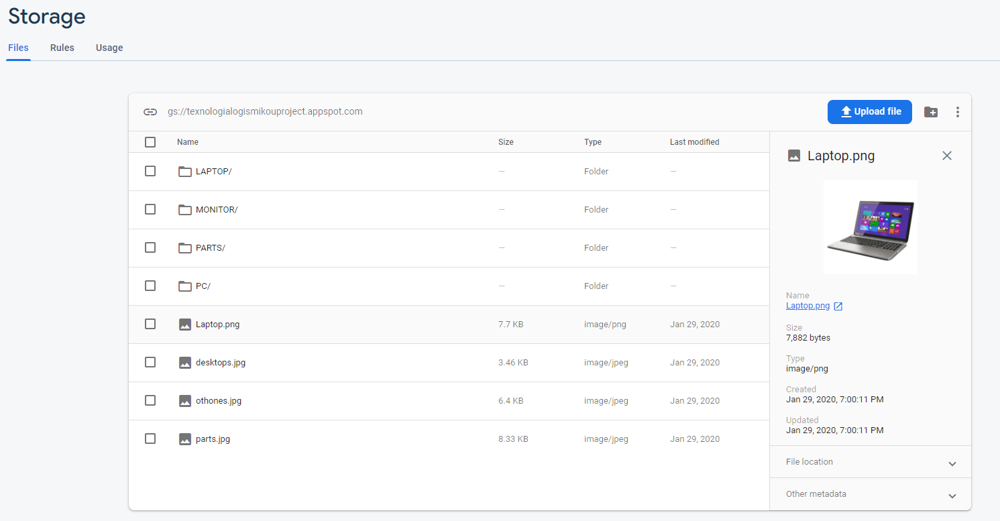 Storage
Files Rules Usage
gs://texnologialogismikouproject.appspot.com Upload file
Name Size Type Last modified
LAPTOP/ — Folder —
MONITOR/ — Folder —
PARTS/ — Folder —
PC/ — Folder —
Laptop.png 7.7 KB image/png Jan 29, 2020
desktops.jpg 3.46 KB image/jpeg Jan 29, 2020
othones.jpg 6.4 KB image/jpeg Jan 29, 2020
parts.jpg 8.33 KB image/jpeg Jan 29, 2020
Laptop.png
Name
Laptop.png
Size
7,882 bytes
Type
image/png
Created
Jan 29, 2020, 7:00:11 PM
Updated
Jan 29, 2020, 7:00:11 PM
File location
Other metadata